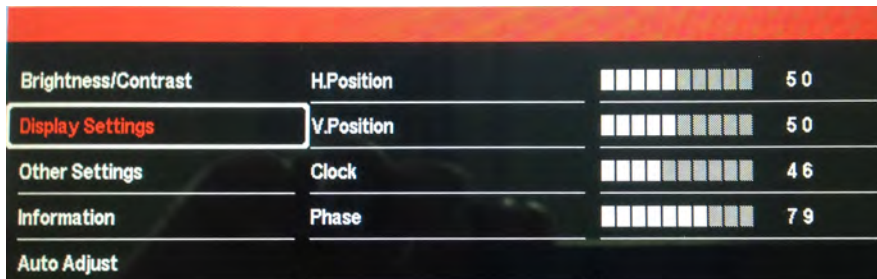 Brightness/Contrast H.Position 50
Display Settings V.Position 50
Other Settings Clock 46
Information Phase 79
Auto Adjust